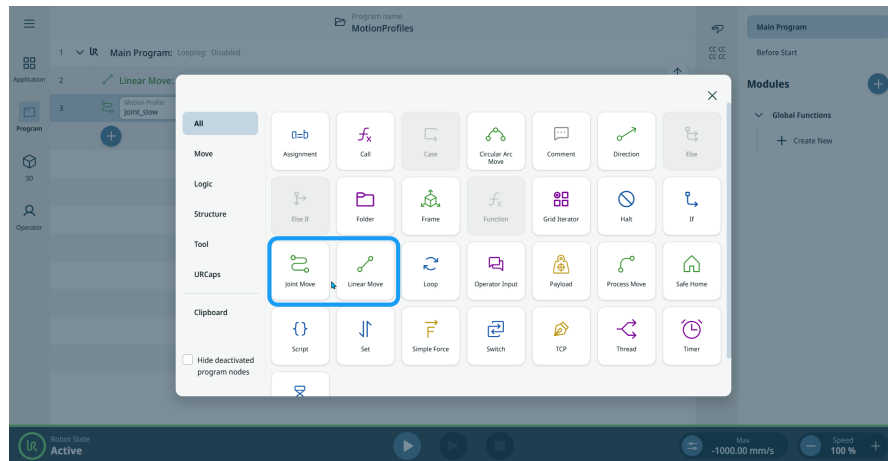 Program name
MotionProfiles
Main Program
1 Main Program: Looping: Disabled
Before Start
Application
2 Linear Move:
Modules
3 Motion Profile
Joint_slow
All
Global Functions
Program
Assignment
Call
Case
Circular Arc
Move
Comment
Direction
Else
Move
Create New
3D
Logic
Operator
Structure
Else If
Folder
Frame
Function
Grid Iterator
Halt
If
Tool
URCaps
Joint Move
Linear Move
Loop
Operator Input
Payload
Process Move
Safe Home
Clipboard
Script
Set
Simple Force
Switch
TCP
Thread
Timer
Hide deactivated
program nodes
Robot State
Active
Max
-1000.00 mm/s
Speed
100 %